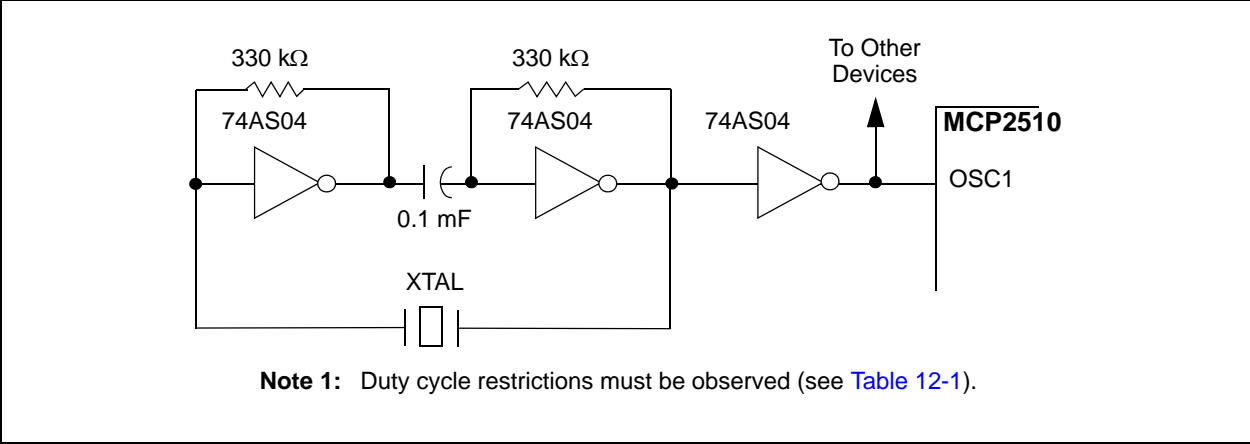 330 kΩ
330 kΩ
To Other
Devices
74AS04
74AS04
74AS04
MCP2510
OSC1
0.1 mF
XTAL
Note 1: Duty cycle restrictions must be observed (see Table 12-1).